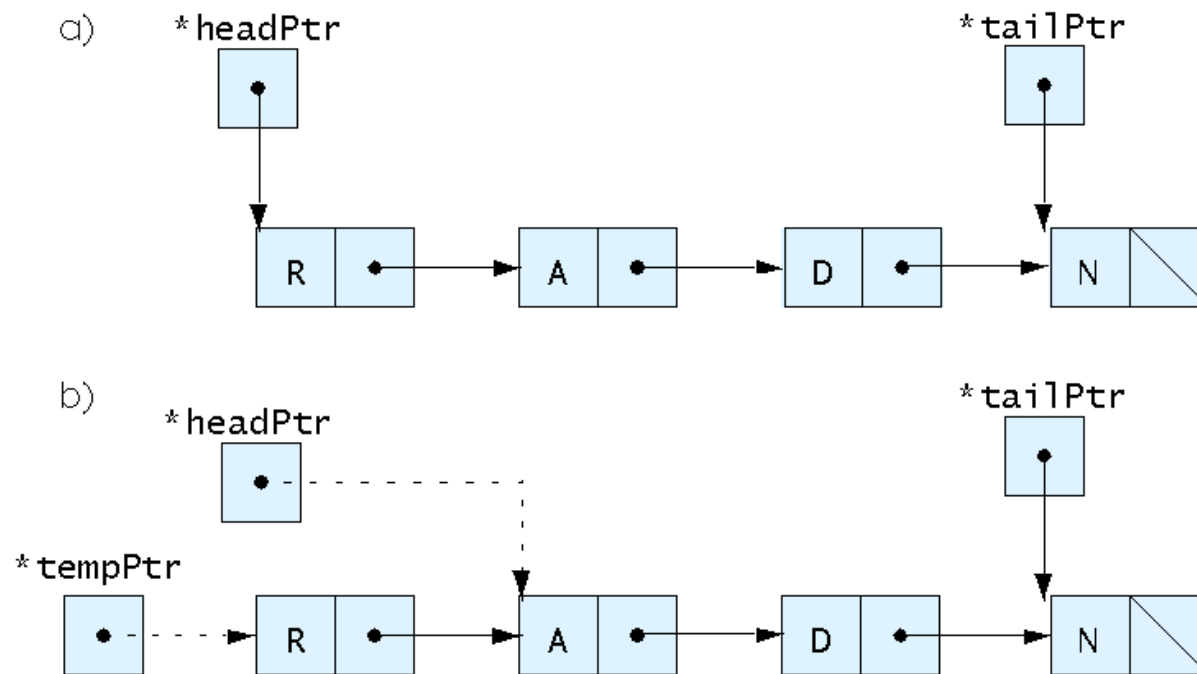 a) *headPtr *tailPtr
R A D N
b) *headPtr *tailPtr
*tempPtr
R A D N